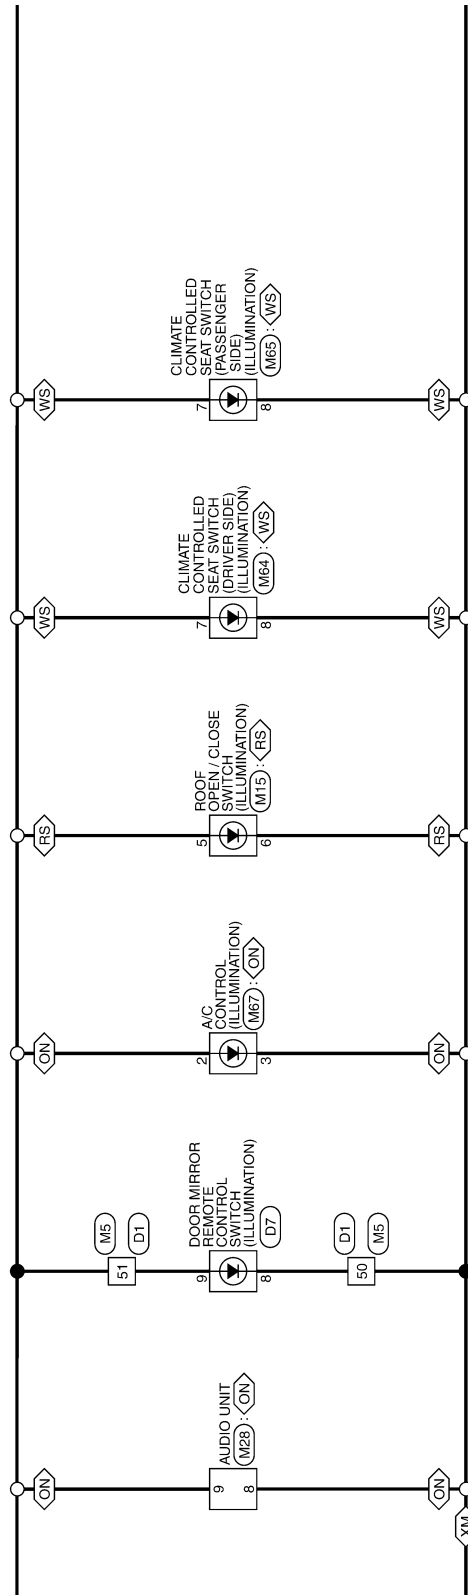 WS
7
CLIMATE
CONTROLLED
SEAT SWITCH
(PASSENGER
SIDE)
(ILLUMINATION)
M65 : WS
8
WS
WS
7
CLIMATE
CONTROLLED
SEAT SWITCH
(DRIVER SIDE)
(ILLUMINATION)
M64 : WS
8
WS
RS
5
ROOF
OPEN / CLOSE
SWITCH
(ILLUMINATION)
M15 : RS
6
RS
ON
2
A/C
CONTROL
(ILLUMINATION)
M67 : ON
3
ON
M5
D1
51
9
DOOR MIRROR
REMOTE
CONTROL
SWITCH
(ILLUMINATION)
D7
8
D1
M5
50
ON
9
8
AUDIO UNIT
M28 : ON
ON
XM